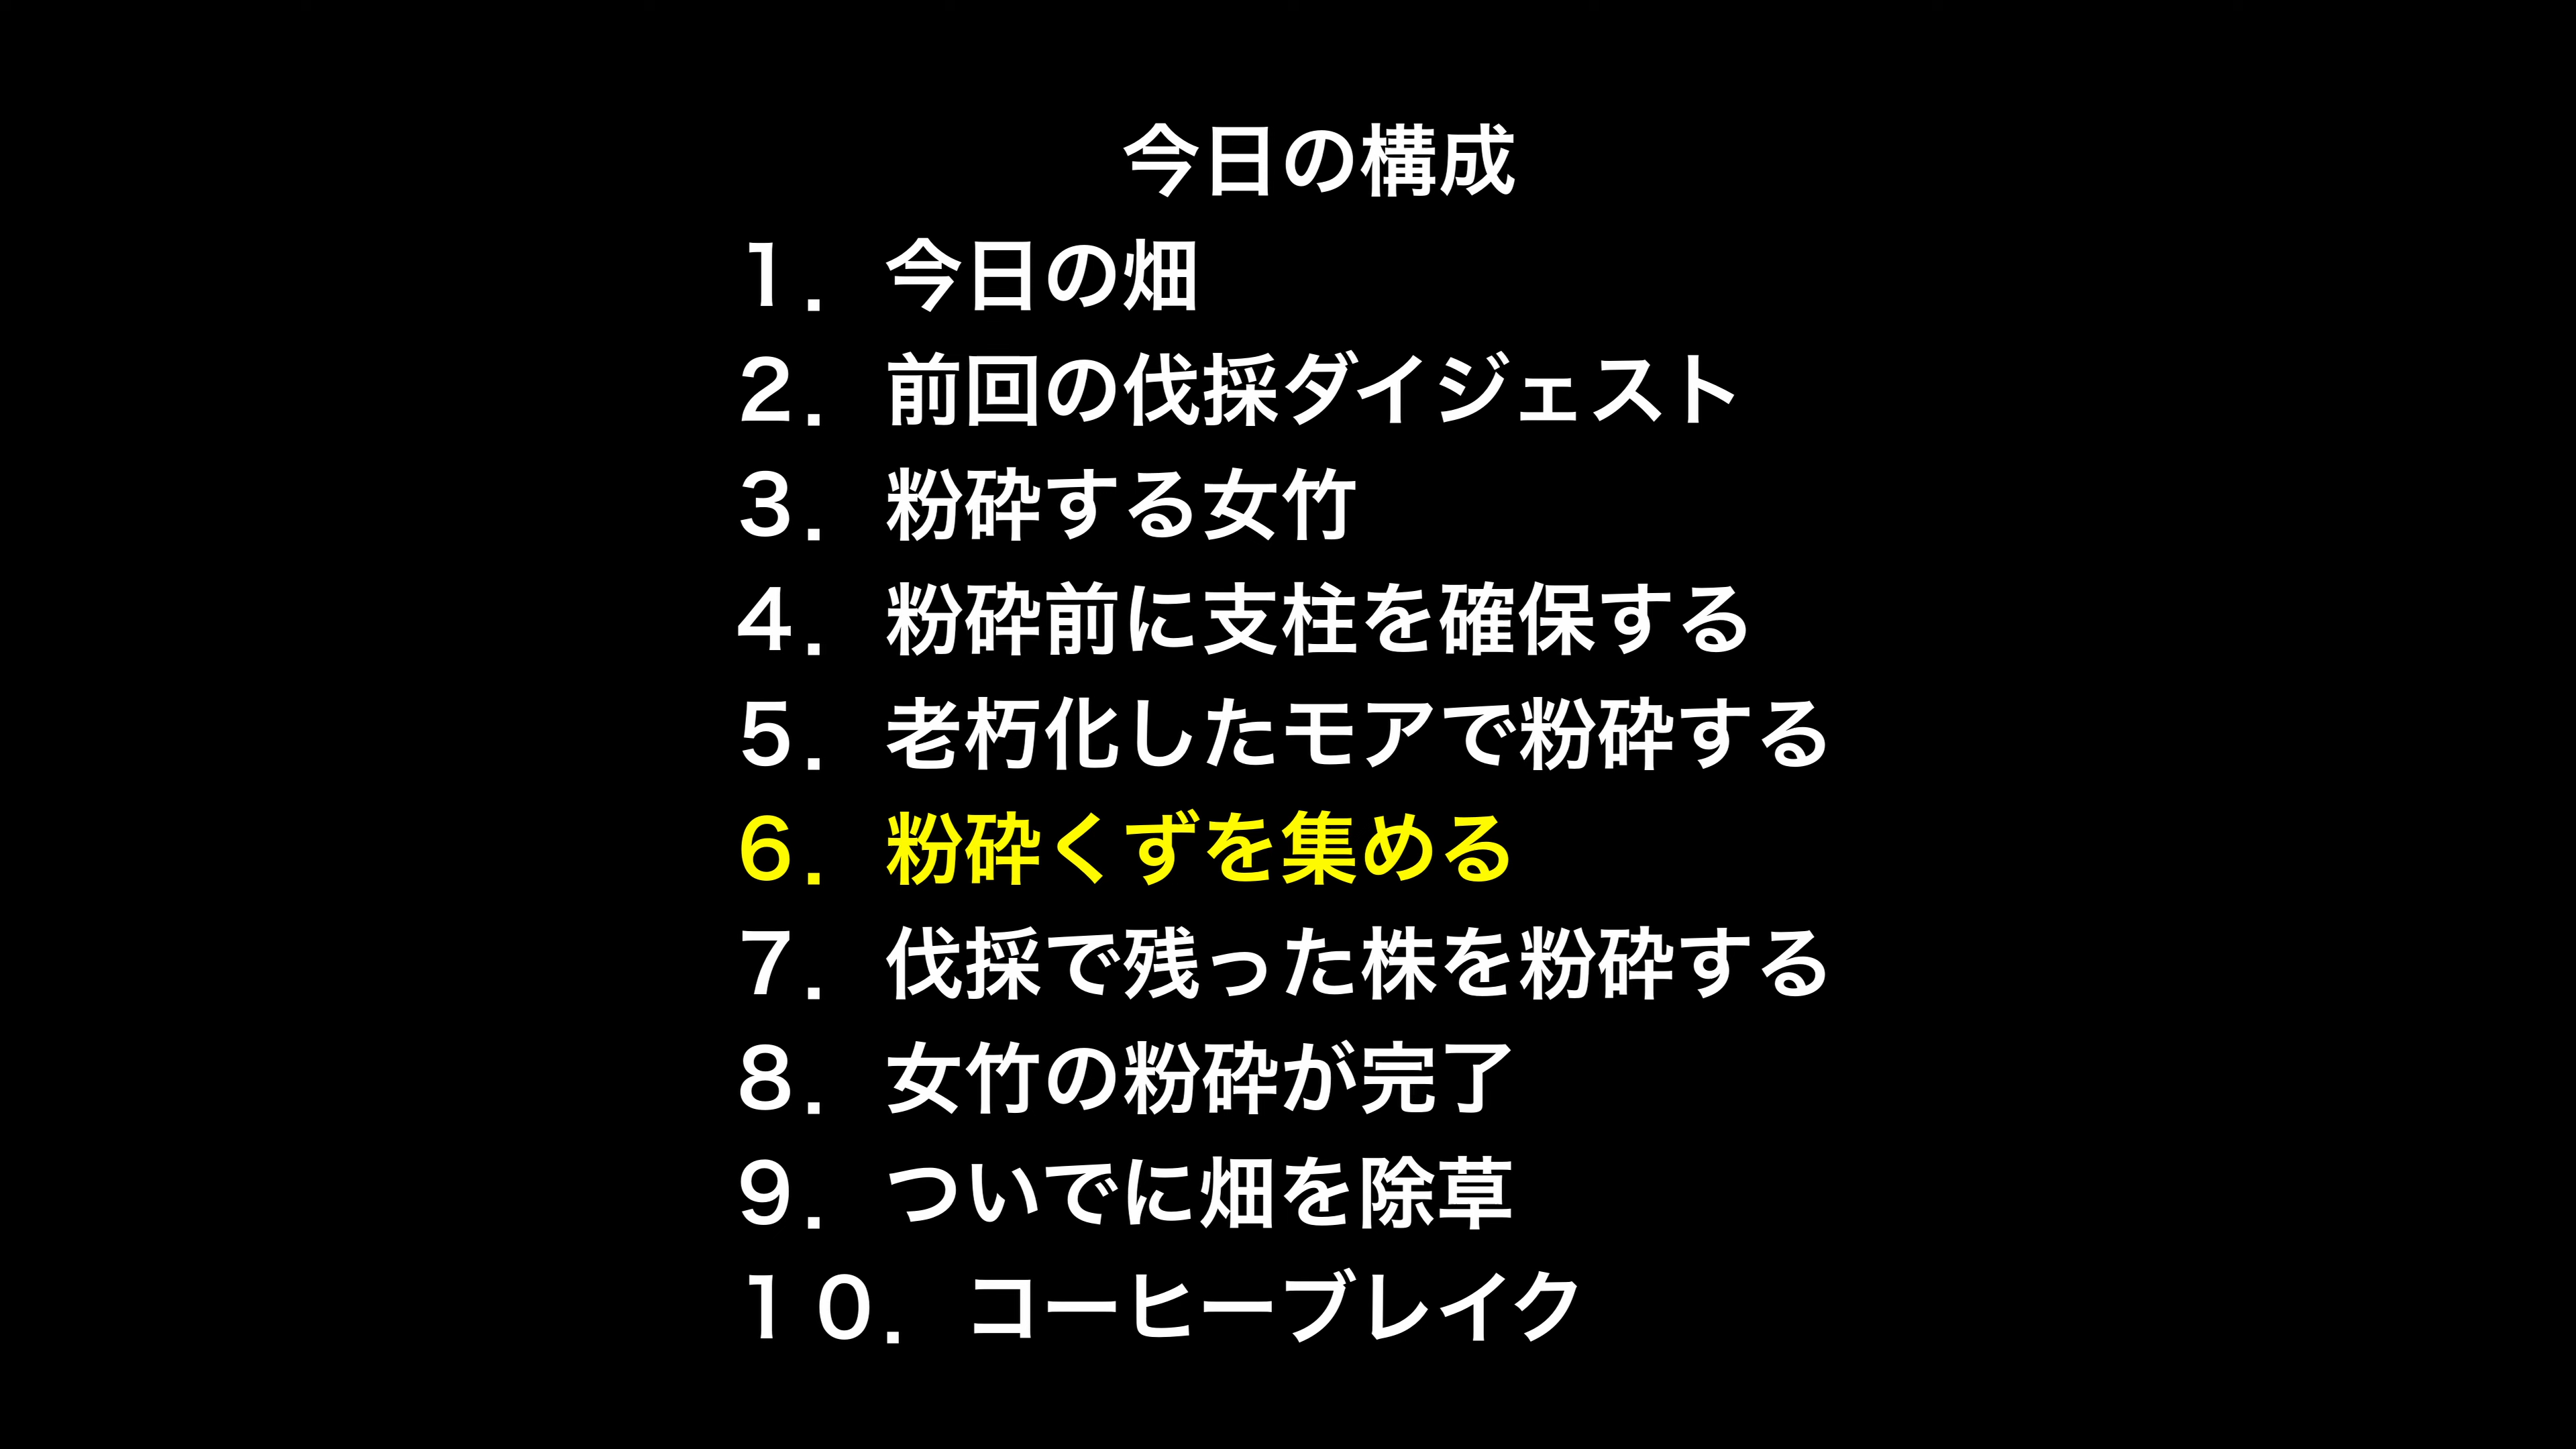 今日の構成
１．今日の畑
２．前回の伐採ダイジェスト
３．粉砕する女竹
４．粉砕前に支柱を確保する
５．老朽化したモアで粉砕する
６．粉砕くずを集める
７．伐採で残った株を粉砕する
８．女竹の粉砕が完了
９．ついでに畑を除草
１０．コーヒーブレイク